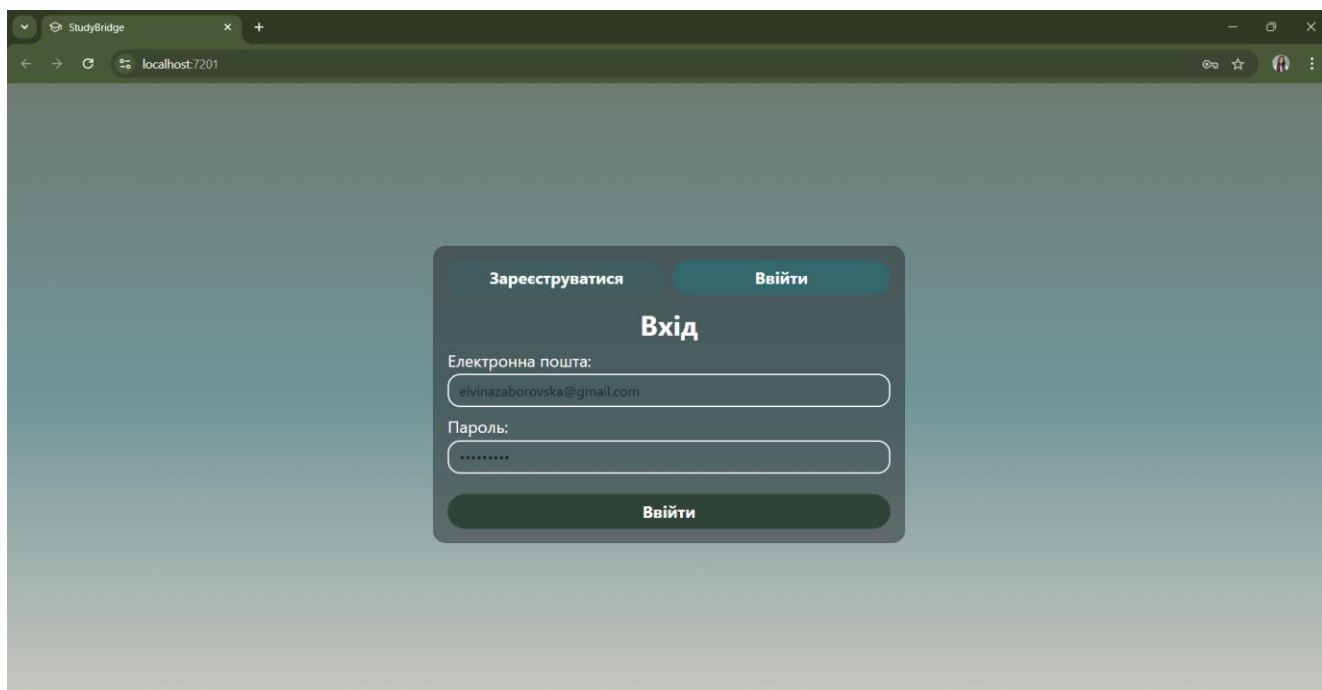 StudyBridge
localhost:7201
Зареєструватися
Ввійти
Вхід
Електронна пошта:
elvinazaborovska@gmail.com
Пароль:
•••••••••
Ввійти